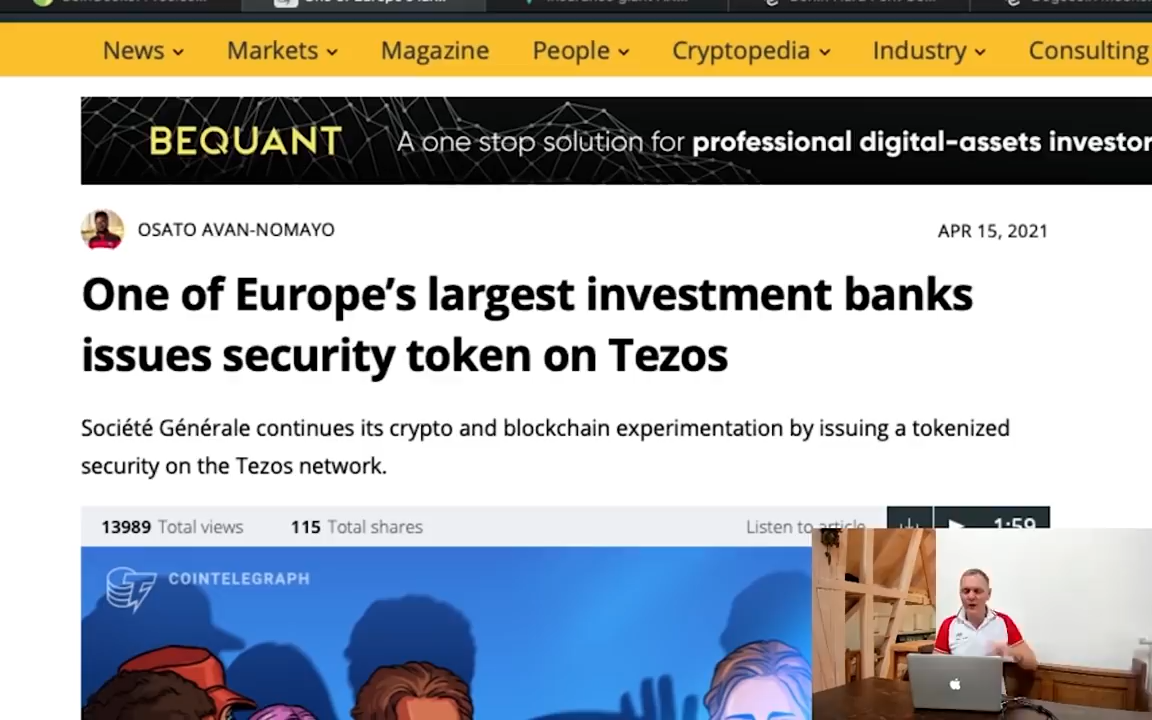 News
Markets
Magazine
People
Cryptopedia
Industry
Consulting
BEQUANT
A one stop solution for professional digital-assets investor
OSATO AVAN-NOMAYO
APR 15, 2021
One of Europe's largest investment banks
issues security token on Tezos
Société Générale continues its crypto and blockchain experimentation by issuing a tokenized
security on the Tezos network.
13989 Total views
115 Total shares
Listen to article
1:59
COINTELEGRAPH